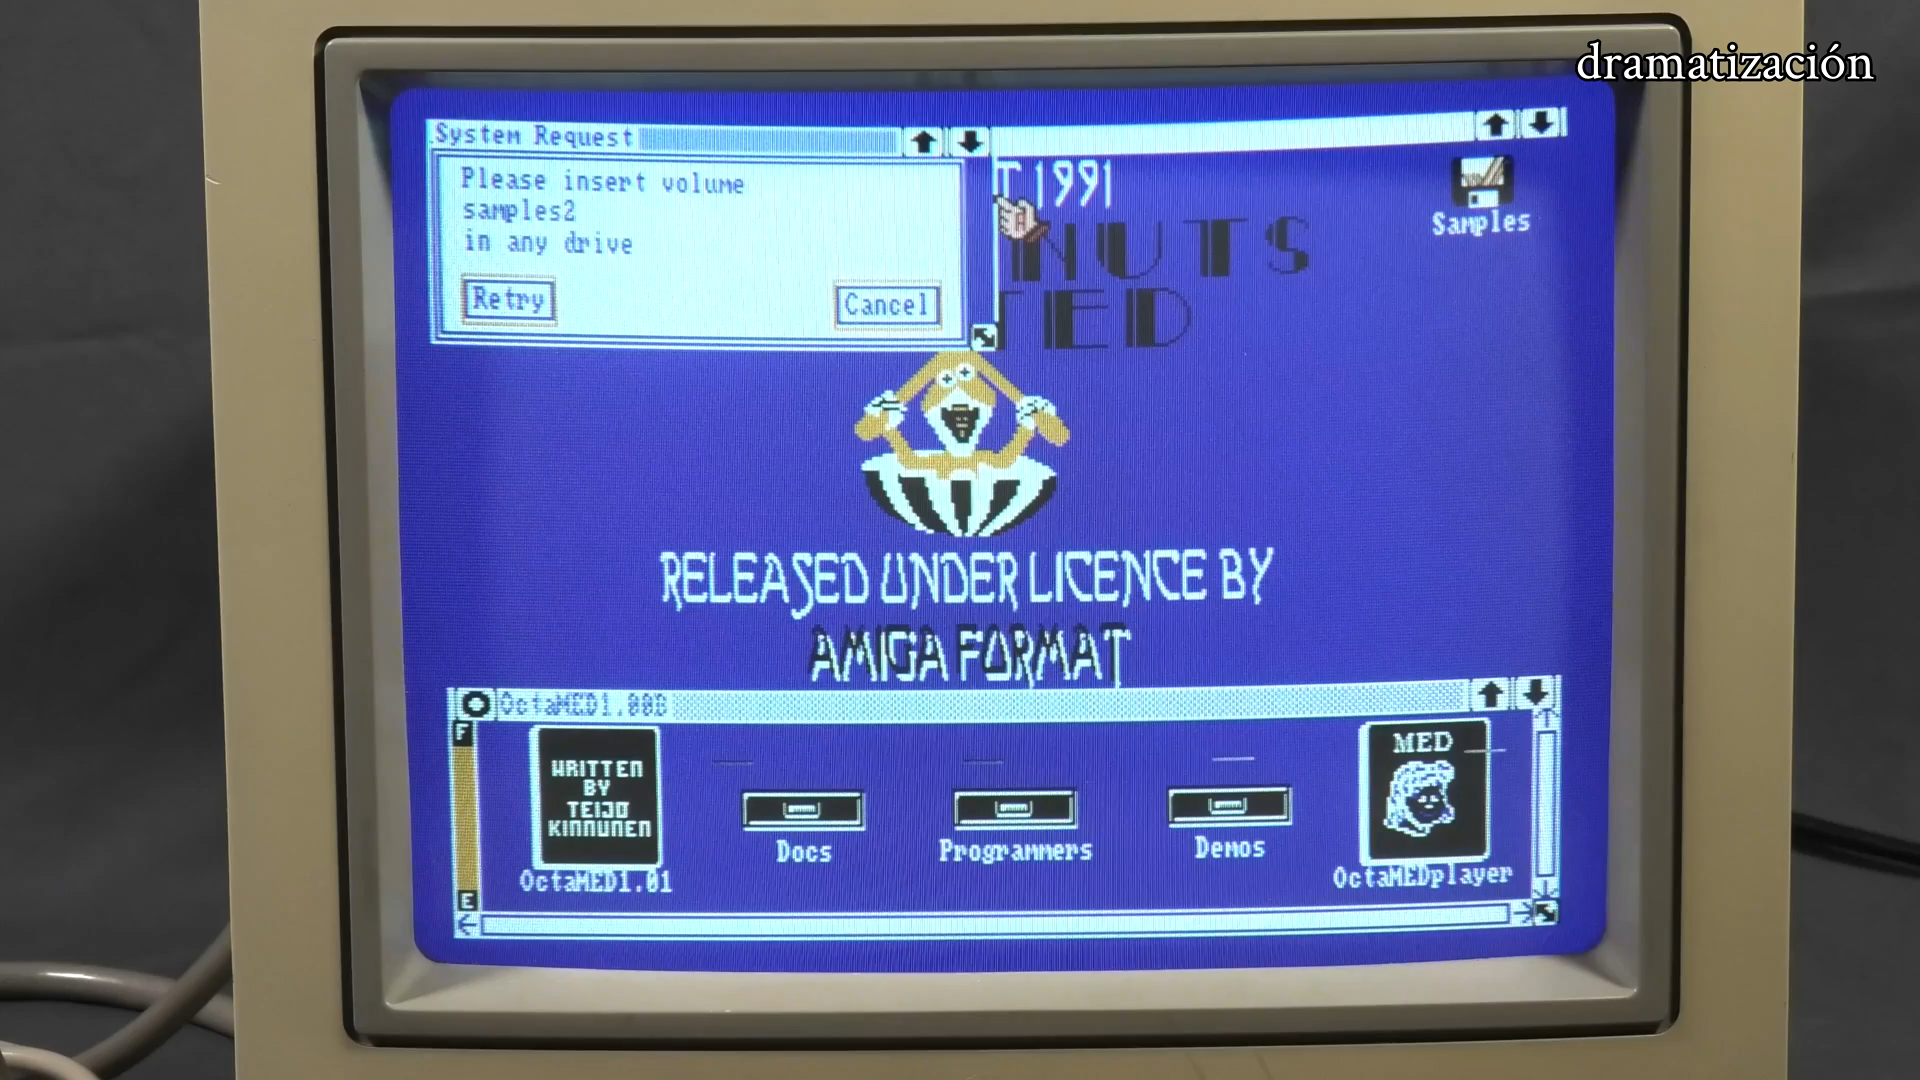 dramatización
System Request
Please insert volume
samples2
in any drive
Retry
Cancel
T 1991
NUTS
TED
Samples
RELEASED UNDER LICENCE BY
AMIGA FORMAT
OctaMED1.00B
F
WRITTEN
BY
TEIJO
KINNUNEN
OctaMED1.01
Docs
Programmers
Demos
MED
OctaMEDplayer
E